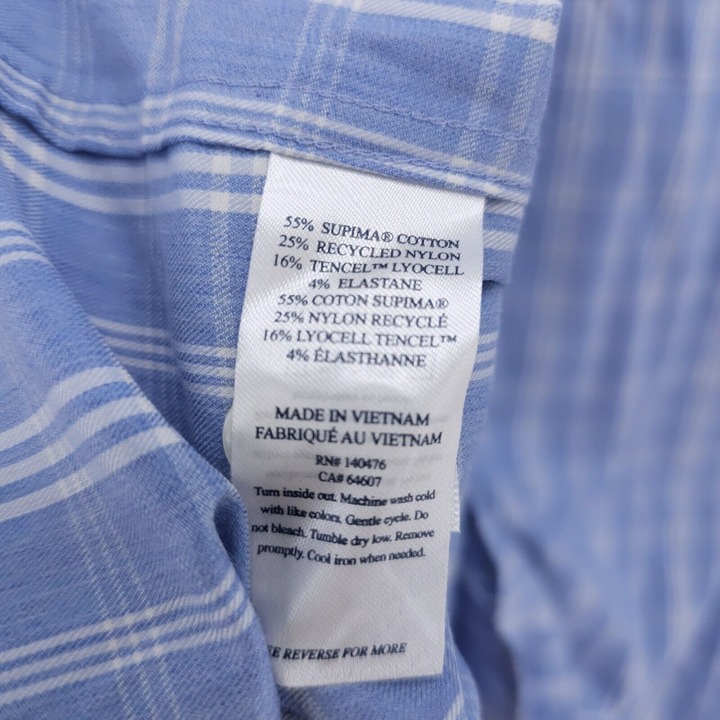 55% SUPIMA® COTTON
25% RECYCLED NYLON
16% TENCEL™ LYOCELL
4% ELASTANE
55% COTON SUPIMA®
25% NYLON RECYCLÉ
16% LYOCELL TENCEL™
4% ÉLASTHANNE
MADE IN VIETNAM
FABRIQUÉ AU VIETNAM
RN# 140476
CA# 64607
Turn inside out. Machine wash cold
with like colors. Gentle cycle. Do
not bleach. Tumble dry low. Remove
promptly. Cool iron when needed.
EE REVERSE FOR MORE